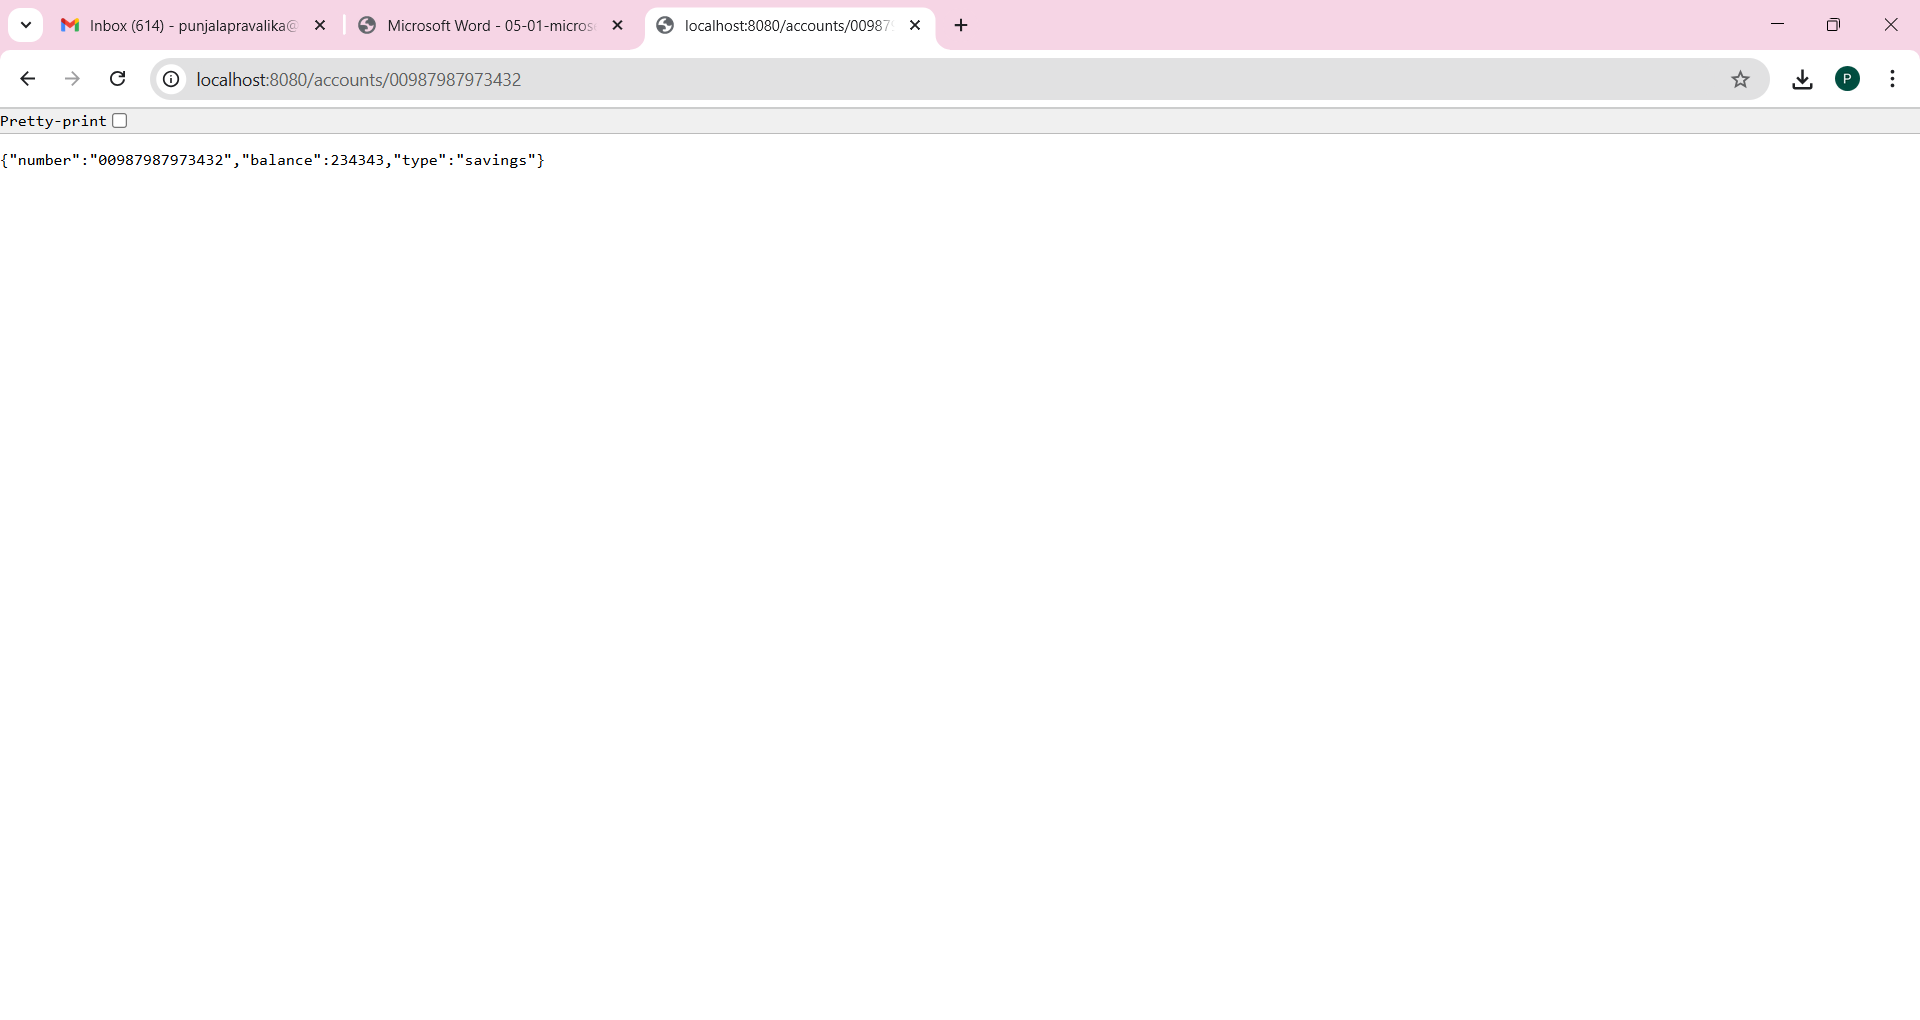 Inbox (614) - punjalapravalika@
Microsoft Word - 05-01-micros
localhost:8080/accounts/00987
localhost:8080/accounts/00987987973432
P
Pretty-print
{"number":"00987987973432","balance":234343,"type":"savings"}